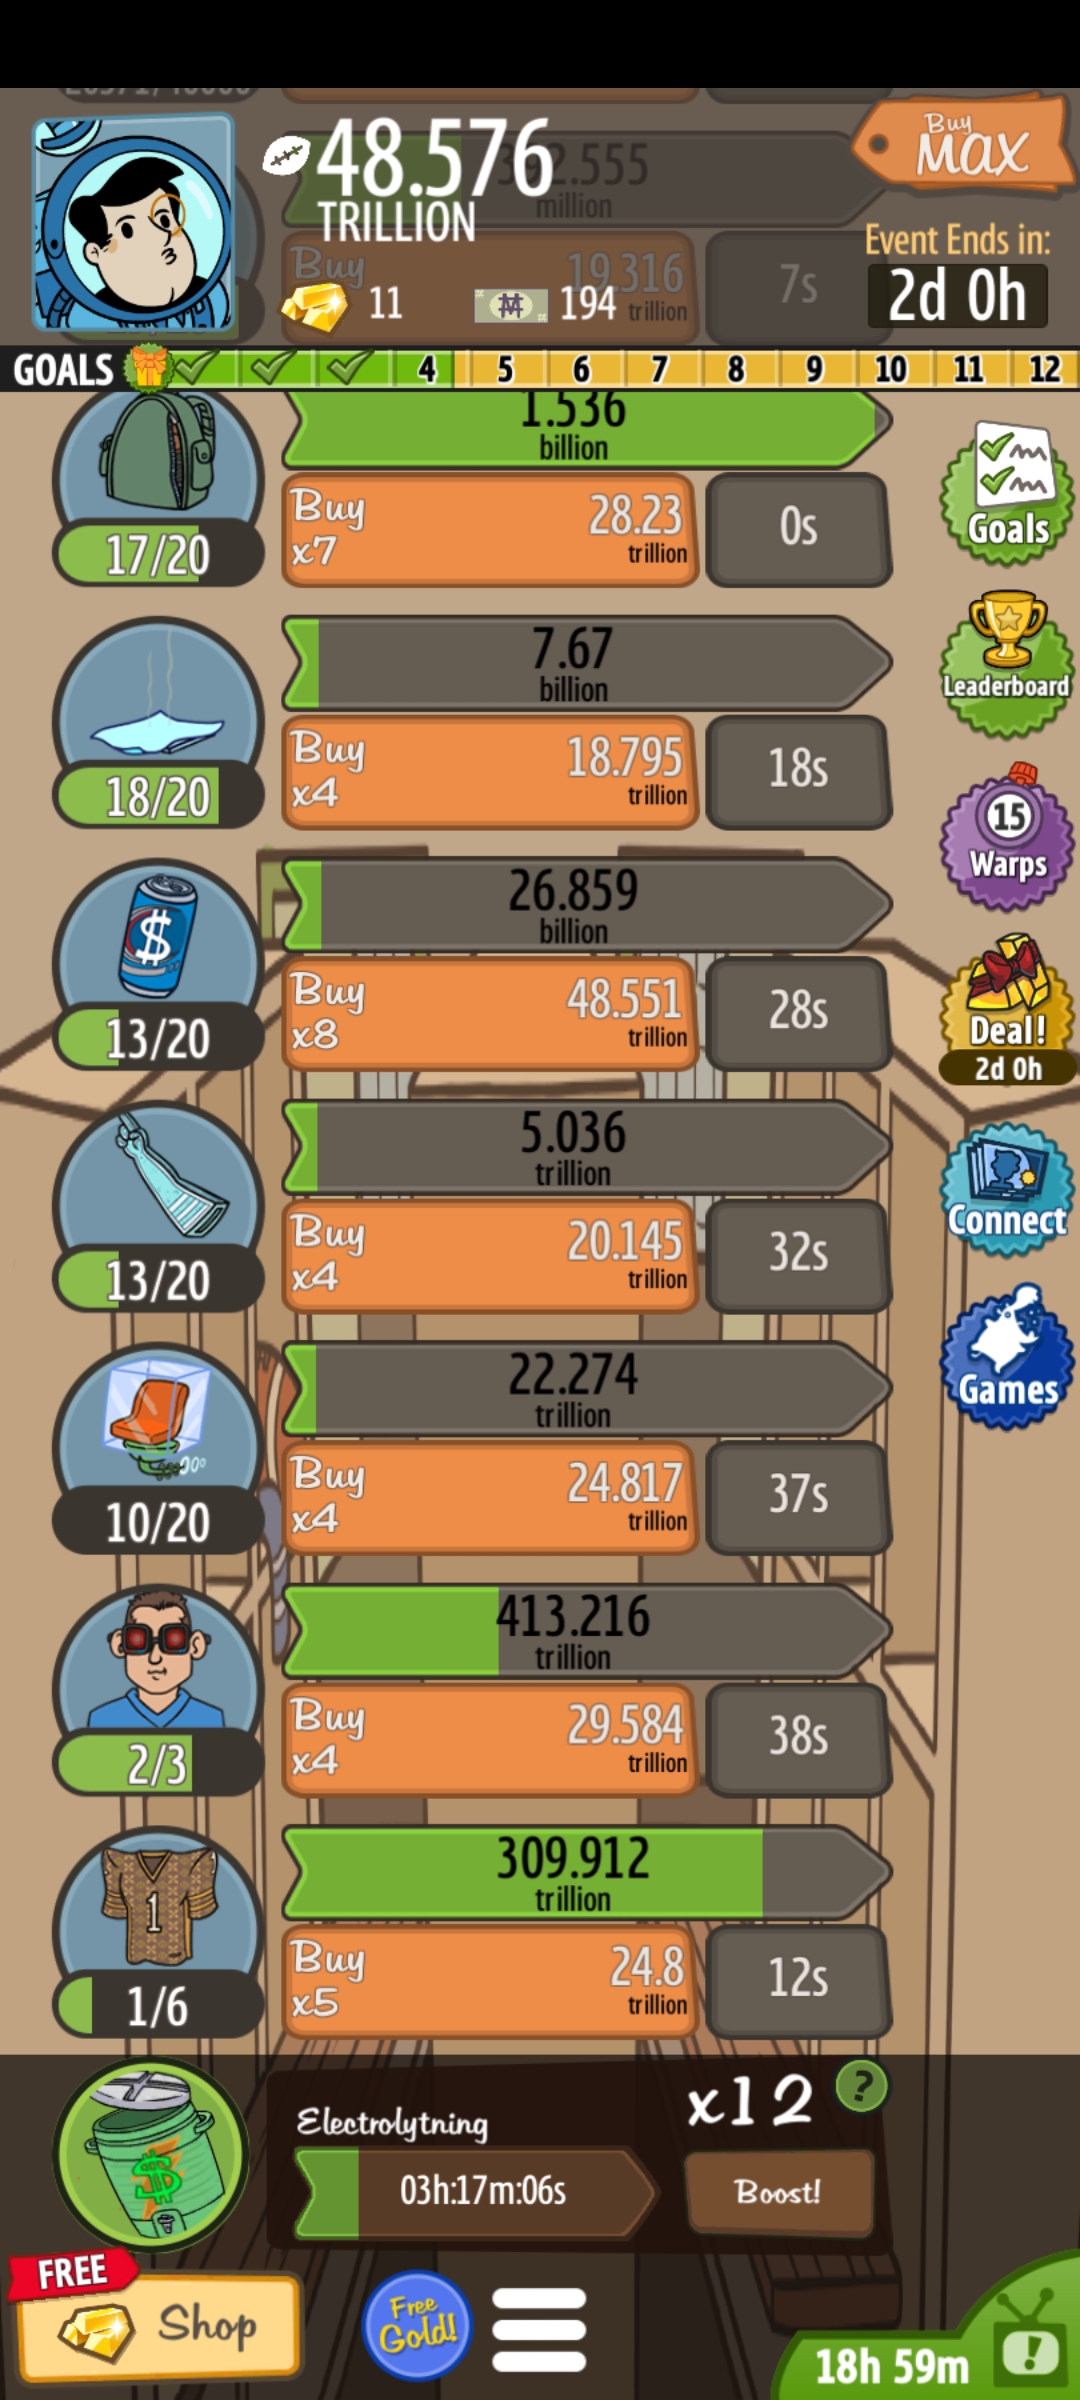 48.576
TRILLION
Buy
MAX
Event Ends in:
2d 0h
11
194
million
Buy
19.316
trillion
7s
GOALS
4
5
6
7
8
9
10
11
12
1.536
billion
17/20
Buy
x7
28.23
trillion
0s
Goals
7.67
billion
18/20
Buy
x4
18.795
trillion
18s
Leaderboard
26.859
billion
$
13/20
Buy
x8
48.551
trillion
28s
15
Warps
Deal!
2d 0h
5.036
trillion
13/20
Buy
x4
20.145
trillion
32s
Connect
22.274
trillion
10/20
Buy
x4
24.817
trillion
37s
Games
413.216
trillion
2/3
Buy
x4
29.584
trillion
38s
309.912
trillion
1
1/6
Buy
x5
24.8
trillion
12s
$
Electrolytning
03h:17m:06s
x12
?
Boost!
FREE
Shop
Free
Gold!
18h 59m
!